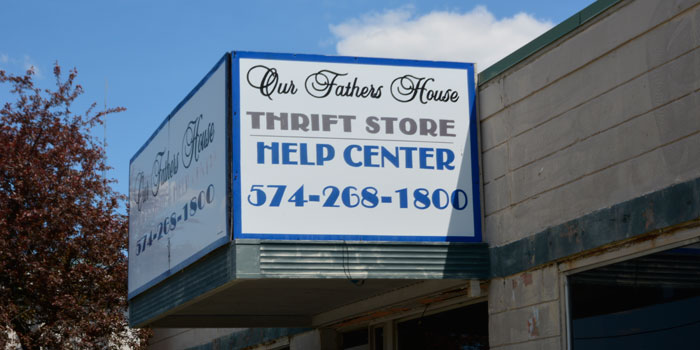 Our Fathers House
THRIFT STORE
HELP CENTER
574-268-1800
Our Fathers House
574-268-1800